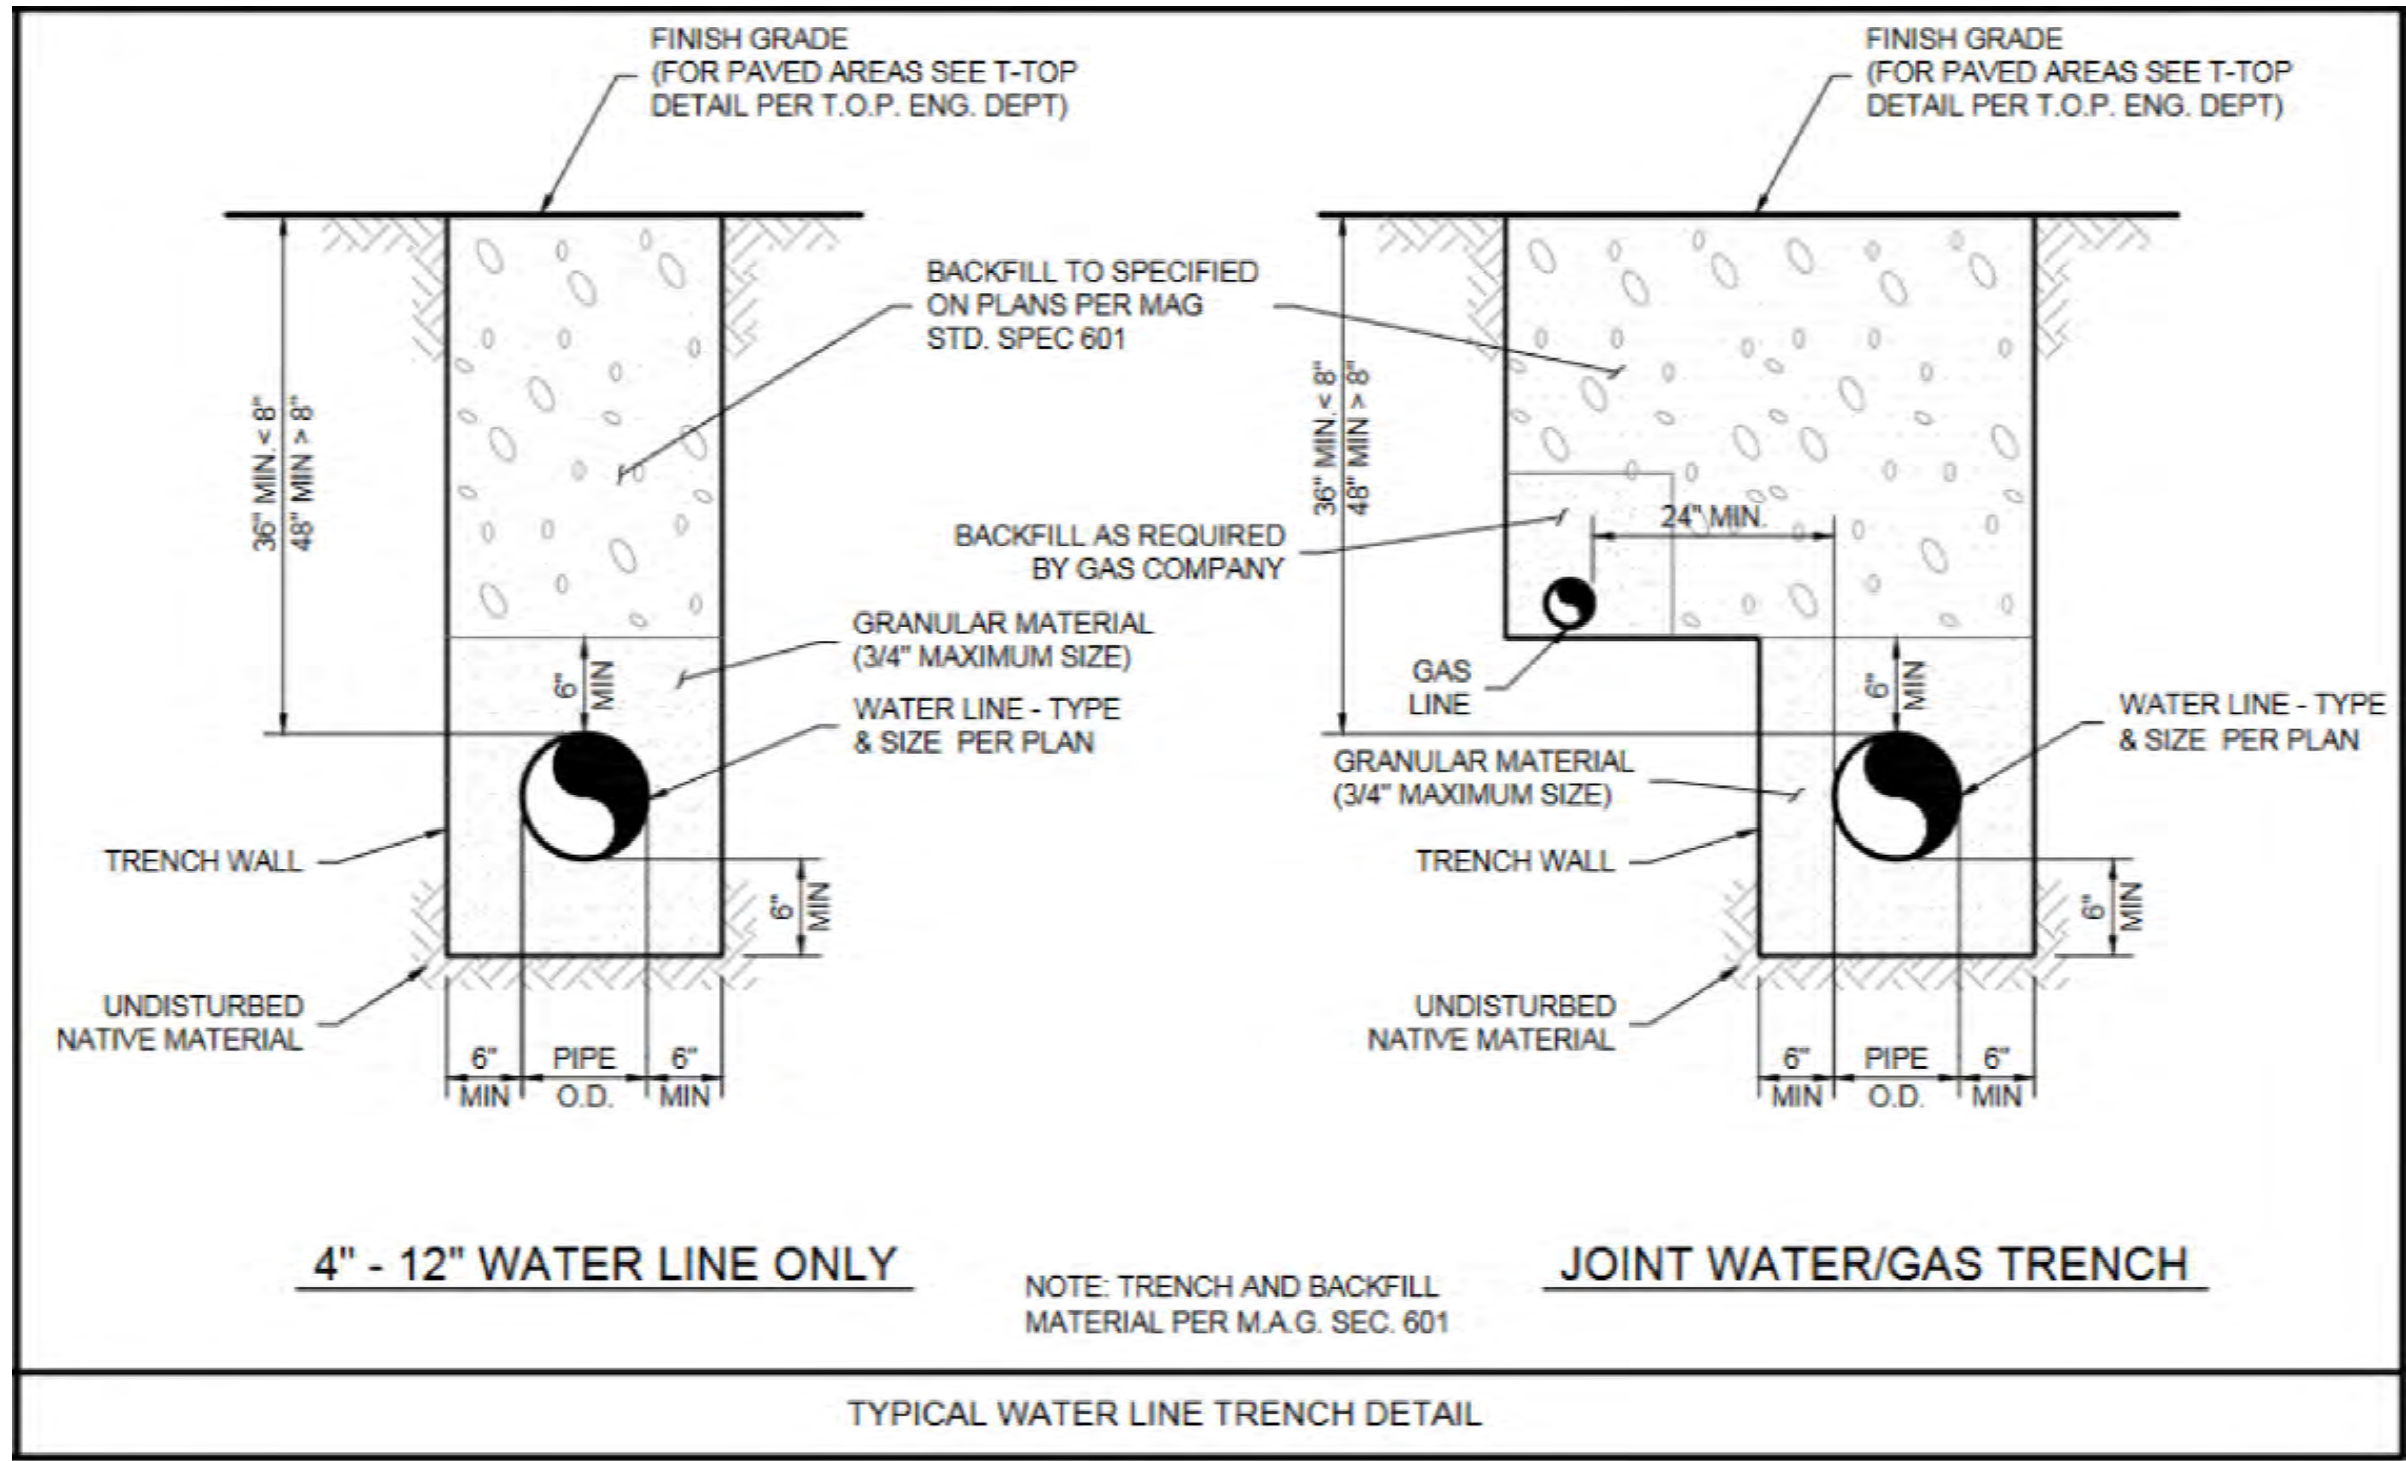 FINISH GRADE
(FOR PAVED AREAS SEE T-TOP
DETAIL PER T.O.P. ENG. DEPT)
FINISH GRADE
(FOR PAVED AREAS SEE T-TOP
DETAIL PER T.O.P. ENG. DEPT)
BACKFILL TO SPECIFIED
ON PLANS PER MAG
STD. SPEC 601
36" MIN. < 8"
48" MIN > 8"
36" MIN. < 8"
48" MIN > 8"
24" MIN.
BACKFILL AS REQUIRED
BY GAS COMPANY
GRANULAR MATERIAL
(3/4" MAXIMUM SIZE)
6"
MIN
WATER LINE - TYPE
& SIZE PER PLAN
GAS
LINE
6"
MIN
WATER LINE - TYPE
& SIZE PER PLAN
GRANULAR MATERIAL
(3/4" MAXIMUM SIZE)
TRENCH WALL
TRENCH WALL
6"
MIN
6"
MIN
UNDISTURBED
NATIVE MATERIAL
UNDISTURBED
NATIVE MATERIAL
6" PIPE 6"
MIN O.D. MIN
6" PIPE 6"
MIN O.D. MIN
4" - 12" WATER LINE ONLY
NOTE: TRENCH AND BACKFILL
MATERIAL PER M.A.G. SEC. 601
JOINT WATER/GAS TRENCH
TYPICAL WATER LINE TRENCH DETAIL